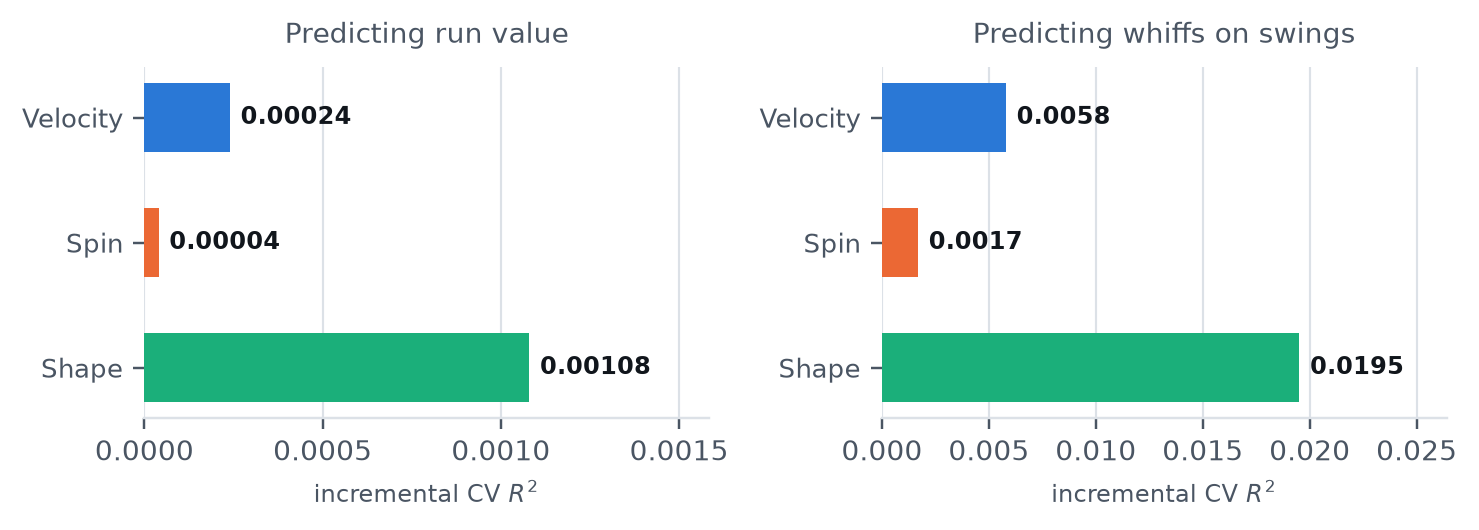 Predicting run value
Velocity
0.00024
Spin
0.00004
Shape
0.00108
0.0000 0.0005 0.0010 0.0015
incremental CV R²
Predicting whiffs on swings
Velocity
0.0058
Spin
0.0017
Shape
0.0195
0.000 0.005 0.010 0.015 0.020 0.025
incremental CV R²